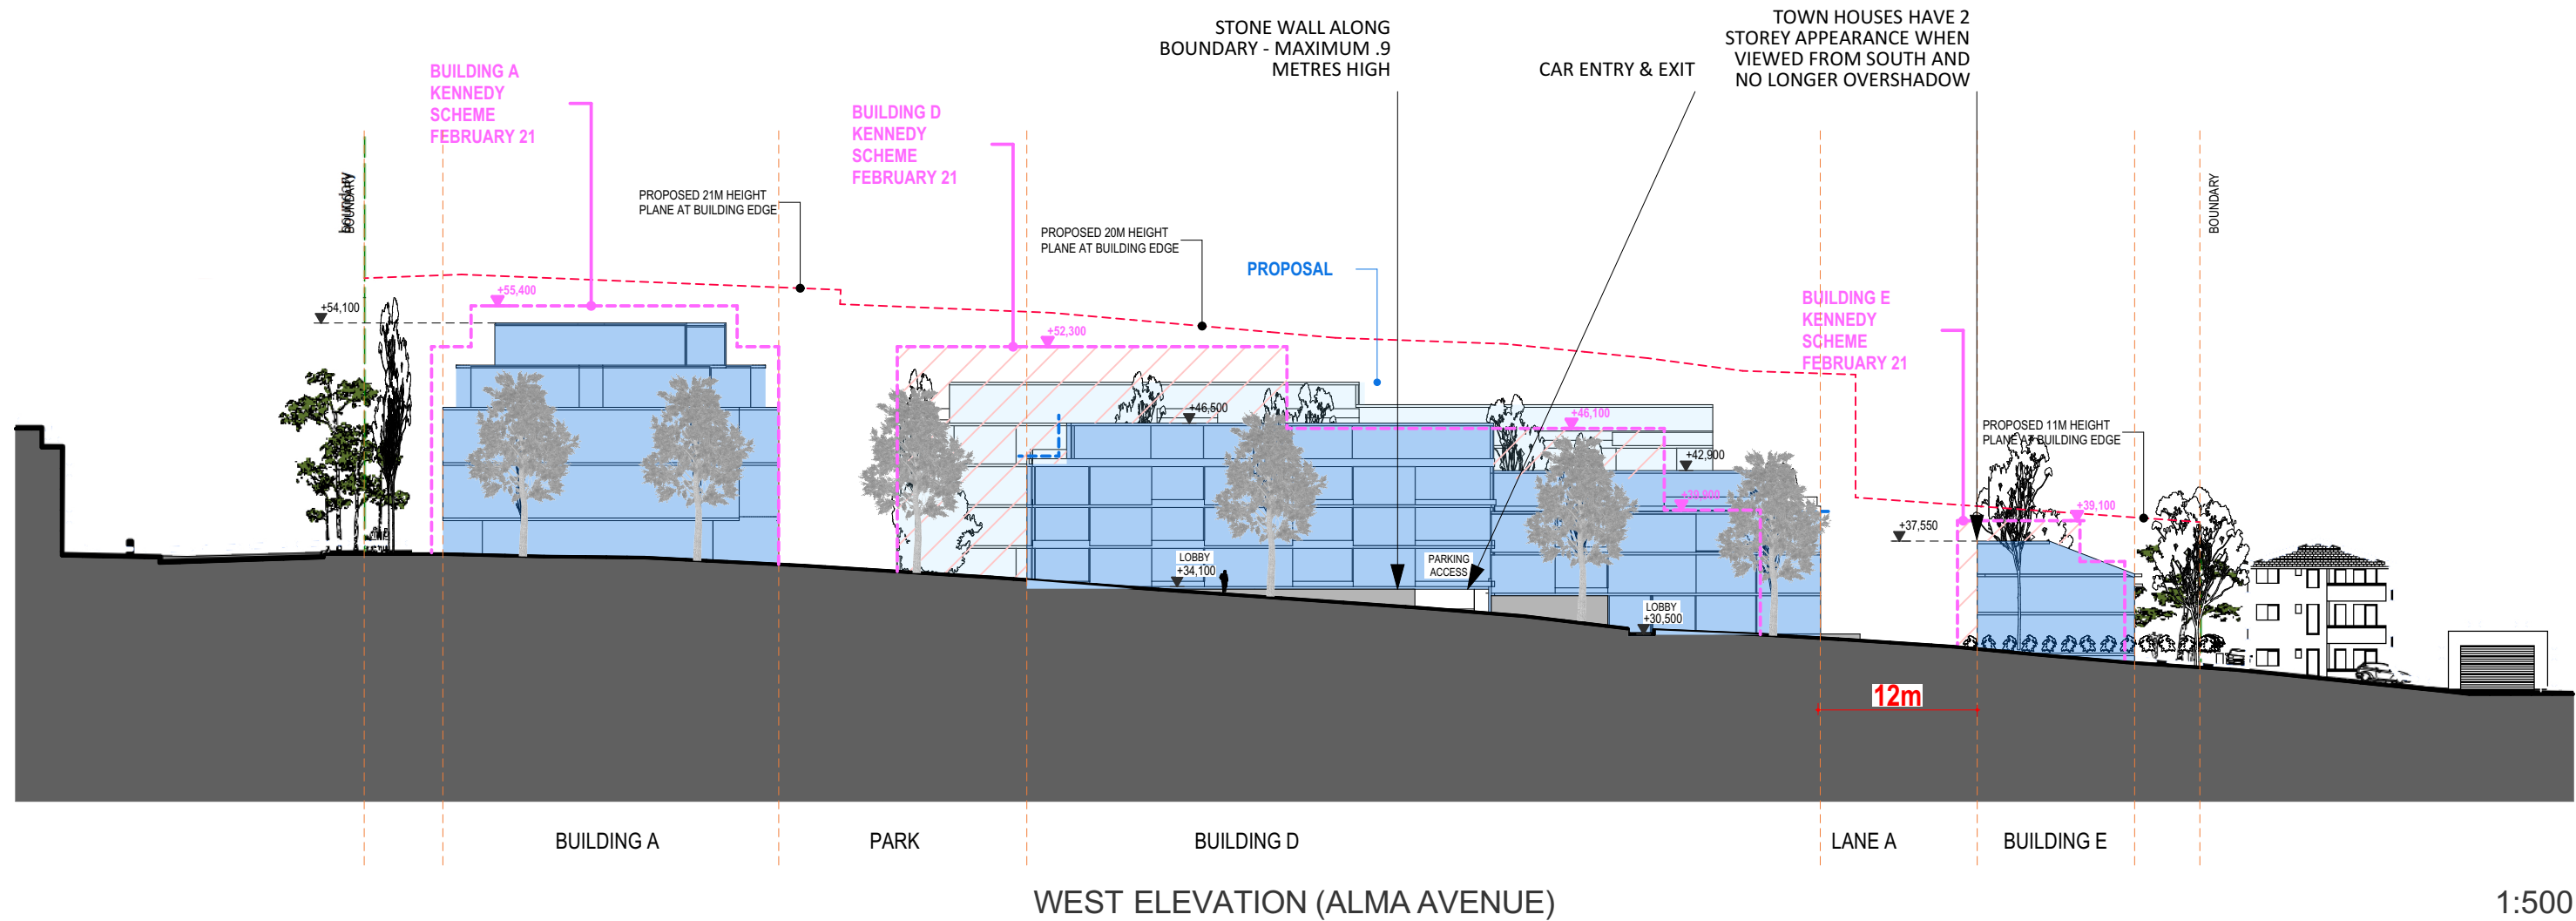 STONE WALL ALONG
BOUNDARY - MAXIMUM .9
METRES HIGH
CAR ENTRY & EXIT
TOWN HOUSES HAVE 2
STOREY APPEARANCE WHEN
VIEWED FROM SOUTH AND
NO LONGER OVERSHADOW
BUILDING A
KENNEDY
SCHEME
FEBRUARY 21
BUILDING D
KENNEDY
SCHEME
FEBRUARY 21
boundary
BOUNDARY
PROPOSED 21M HEIGHT
PLANE AT BUILDING EDGE
PROPOSED 20M HEIGHT
PLANE AT BUILDING EDGE
PROPOSAL
BOUNDARY
BUILDING E
KENNEDY
SCHEME
FEBRUARY 21
+55,400
+54,100
+52,300
+46,500
+46,100
+42,900
+39,900
PROPOSED 11M HEIGHT
PLANE AT BUILDING EDGE
+39,100
+37,550
LOBBY
+34,100
PARKING
ACCESS
LOBBY
+30,500
12m
BUILDING A
PARK
BUILDING D
LANE A
BUILDING E
WEST ELEVATION (ALMA AVENUE)
1:500